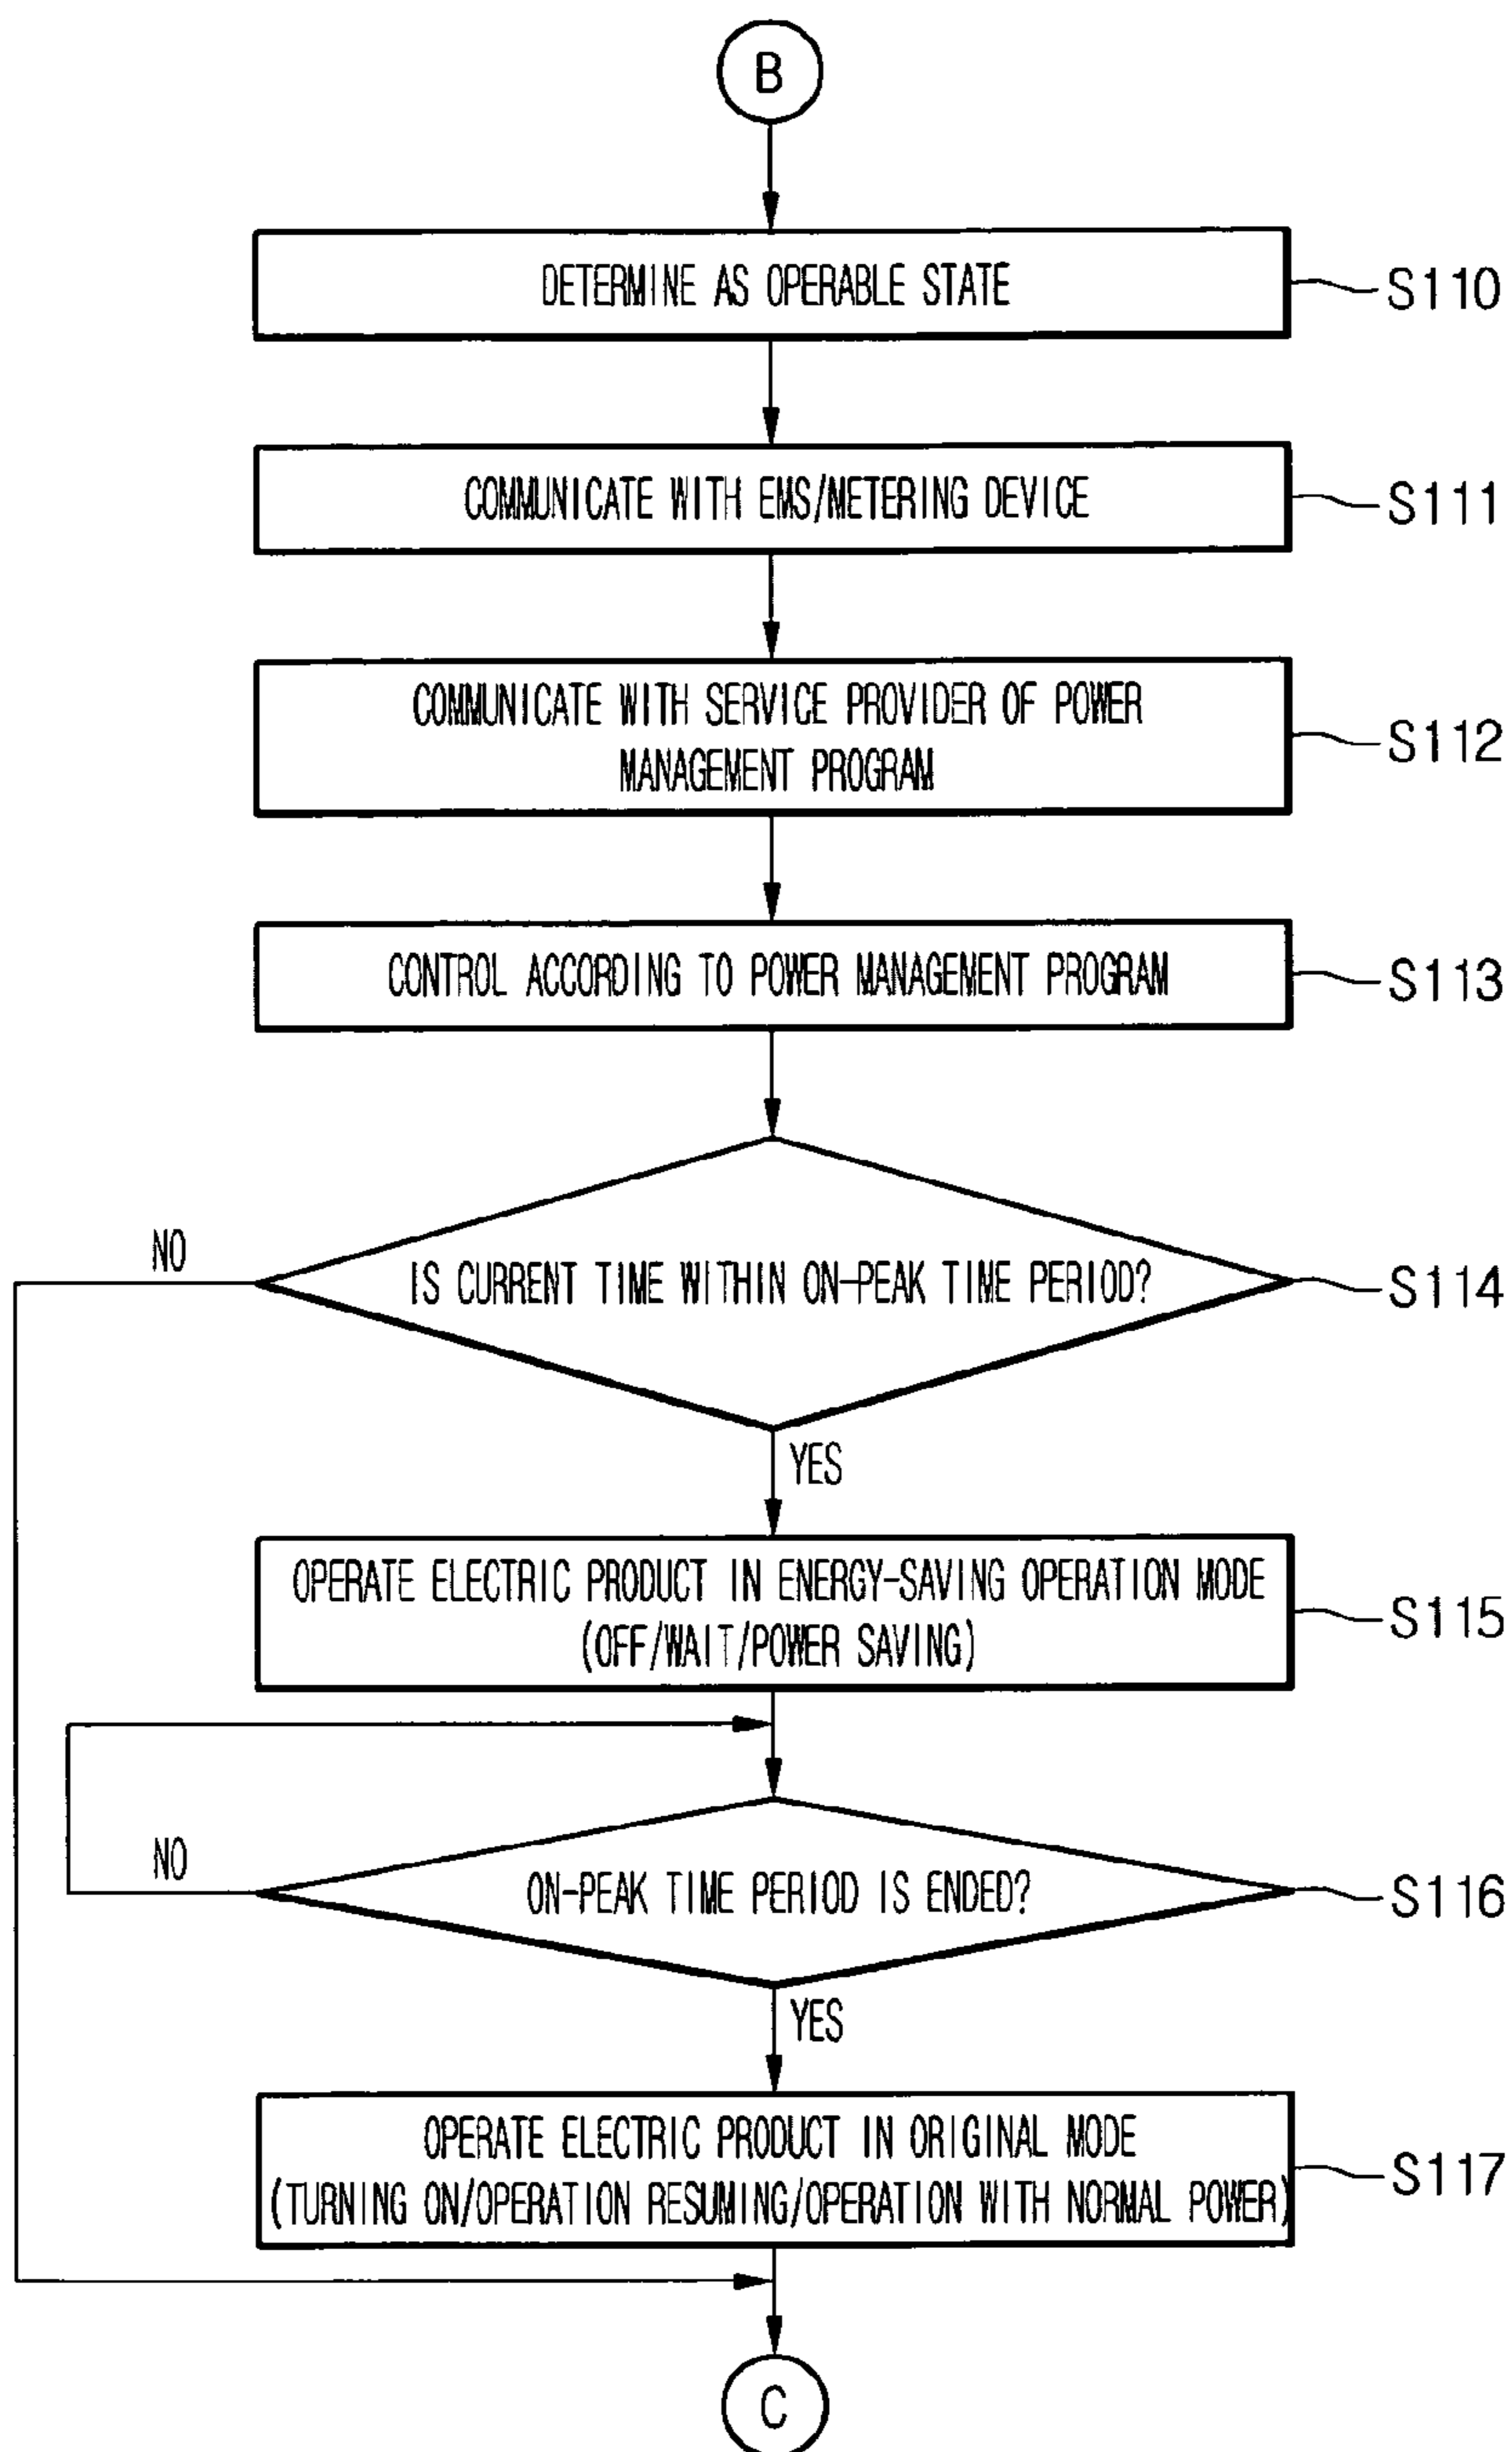 B
DETERMINE AS OPERABLE STATE
S110
COMMUNICATE WITH EMS/METERING DEVICE
S111
COMMUNICATE WITH SERVICE PROVIDER OF POWER
MANAGEMENT PROGRAM
S112
CONTROL ACCORDING TO POWER MANAGEMENT PROGRAM
S113
NO
IS CURRENT TIME WITHIN ON-PEAK TIME PERIOD?
S114
YES
OPERATE ELECTRIC PRODUCT IN ENERGY-SAVING OPERATION MODE
(OFF/WAIT/POWER SAVING)
S115
NO
ON-PEAK TIME PERIOD IS ENDED?
S116
YES
OPERATE ELECTRIC PRODUCT IN ORIGINAL MODE
(TURNING ON/OPERATION RESUMING/OPERATION WITH NORMAL POWER)
S117
C